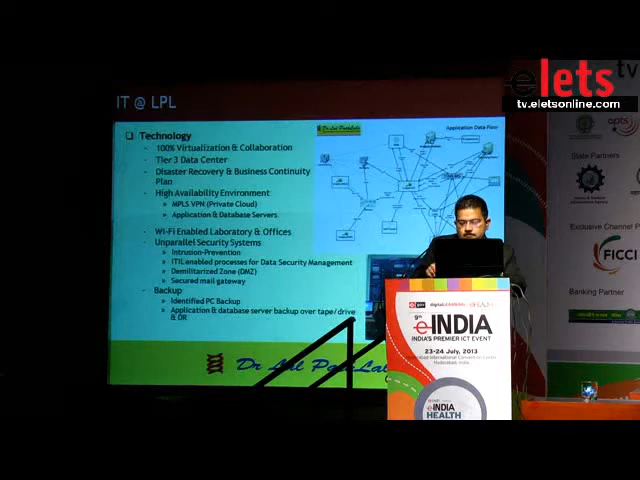 elets tv
tv.eletsonline.com
IT @ LPL
Technology
- 100% Virtualization & Collaboration
- Tier 3 Data Center
- Disaster Recovery & Business Continuity
Plan
- High Availability Environment
- MPLS VPN (Private Cloud)
- Application & Database Servers
- Wi-Fi Enabled Laboratory & Offices
- Unparallel Security Systems
- Intrusion-Prevention
- ITIL enabled processes for Data Security Management
- Demilitarized Zone (DMZ)
- Secured mail gateway
- Backup
- Identified PC Backup
- Application & database server backup over tape/drive
& DR
Application Data Flow
Dr Lal PathLa
State Partners
Exclusive Channel P
FICCI
Banking Partner
9th
eINDIA
INDIA'S PREMIER ICT EVENT
23-24 July, 2013
Hyderabad, India
eINDIA
HEALTH